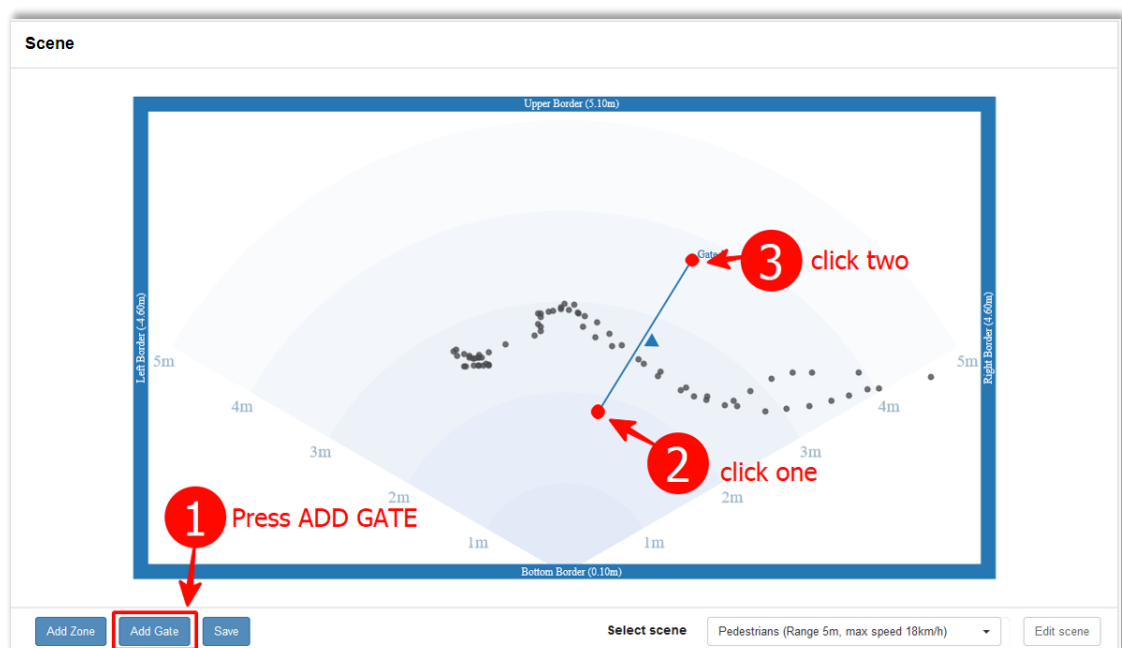 Scene
Upper Border (5.10m)
Gate
3 click two
Left Border (-4.60m)
Right Border (4.60m)
5m
5m
4m
4m
3m
3m
2 click one
2m
2m
1 Press ADD GATE
1m
1m
Bottom Border (0.10m)
Add Zone
Add Gate
Save
Select scene
Pedestrians (Range 5m, max speed 18km/h)
Edit scene